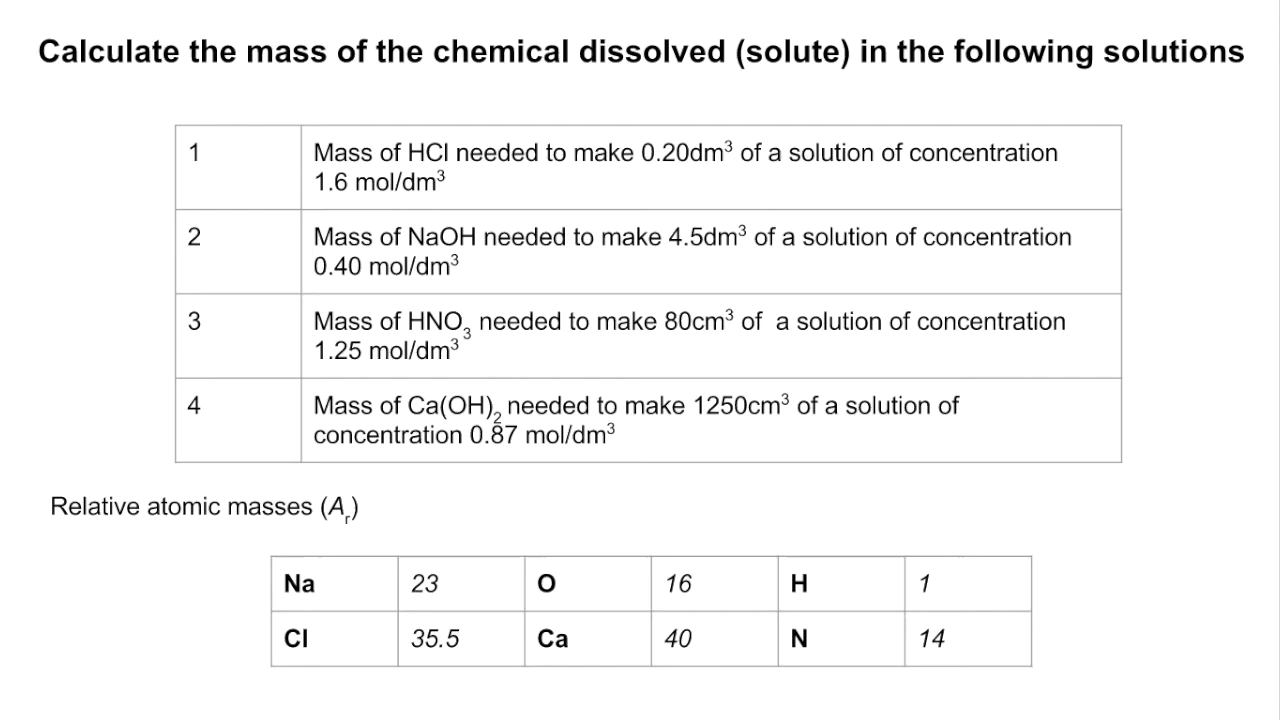 Calculate the mass of the chemical dissolved (solute) in the following solutions
1
Mass of HCl needed to make 0.20dm³ of a solution of concentration
1.6 mol/dm³
2
Mass of NaOH needed to make 4.5dm³ of a solution of concentration
0.40 mol/dm³
3
Mass of HNO₃ needed to make 80cm³ of  a solution of concentration
1.25 mol/dm³
4
Mass of Ca(OH)₂ needed to make 1250cm³ of a solution of
concentration 0.87 mol/dm³
Relative atomic masses (Aᵣ)
Na 23 O 16 H 1
Cl 35.5 Ca 40 N 14